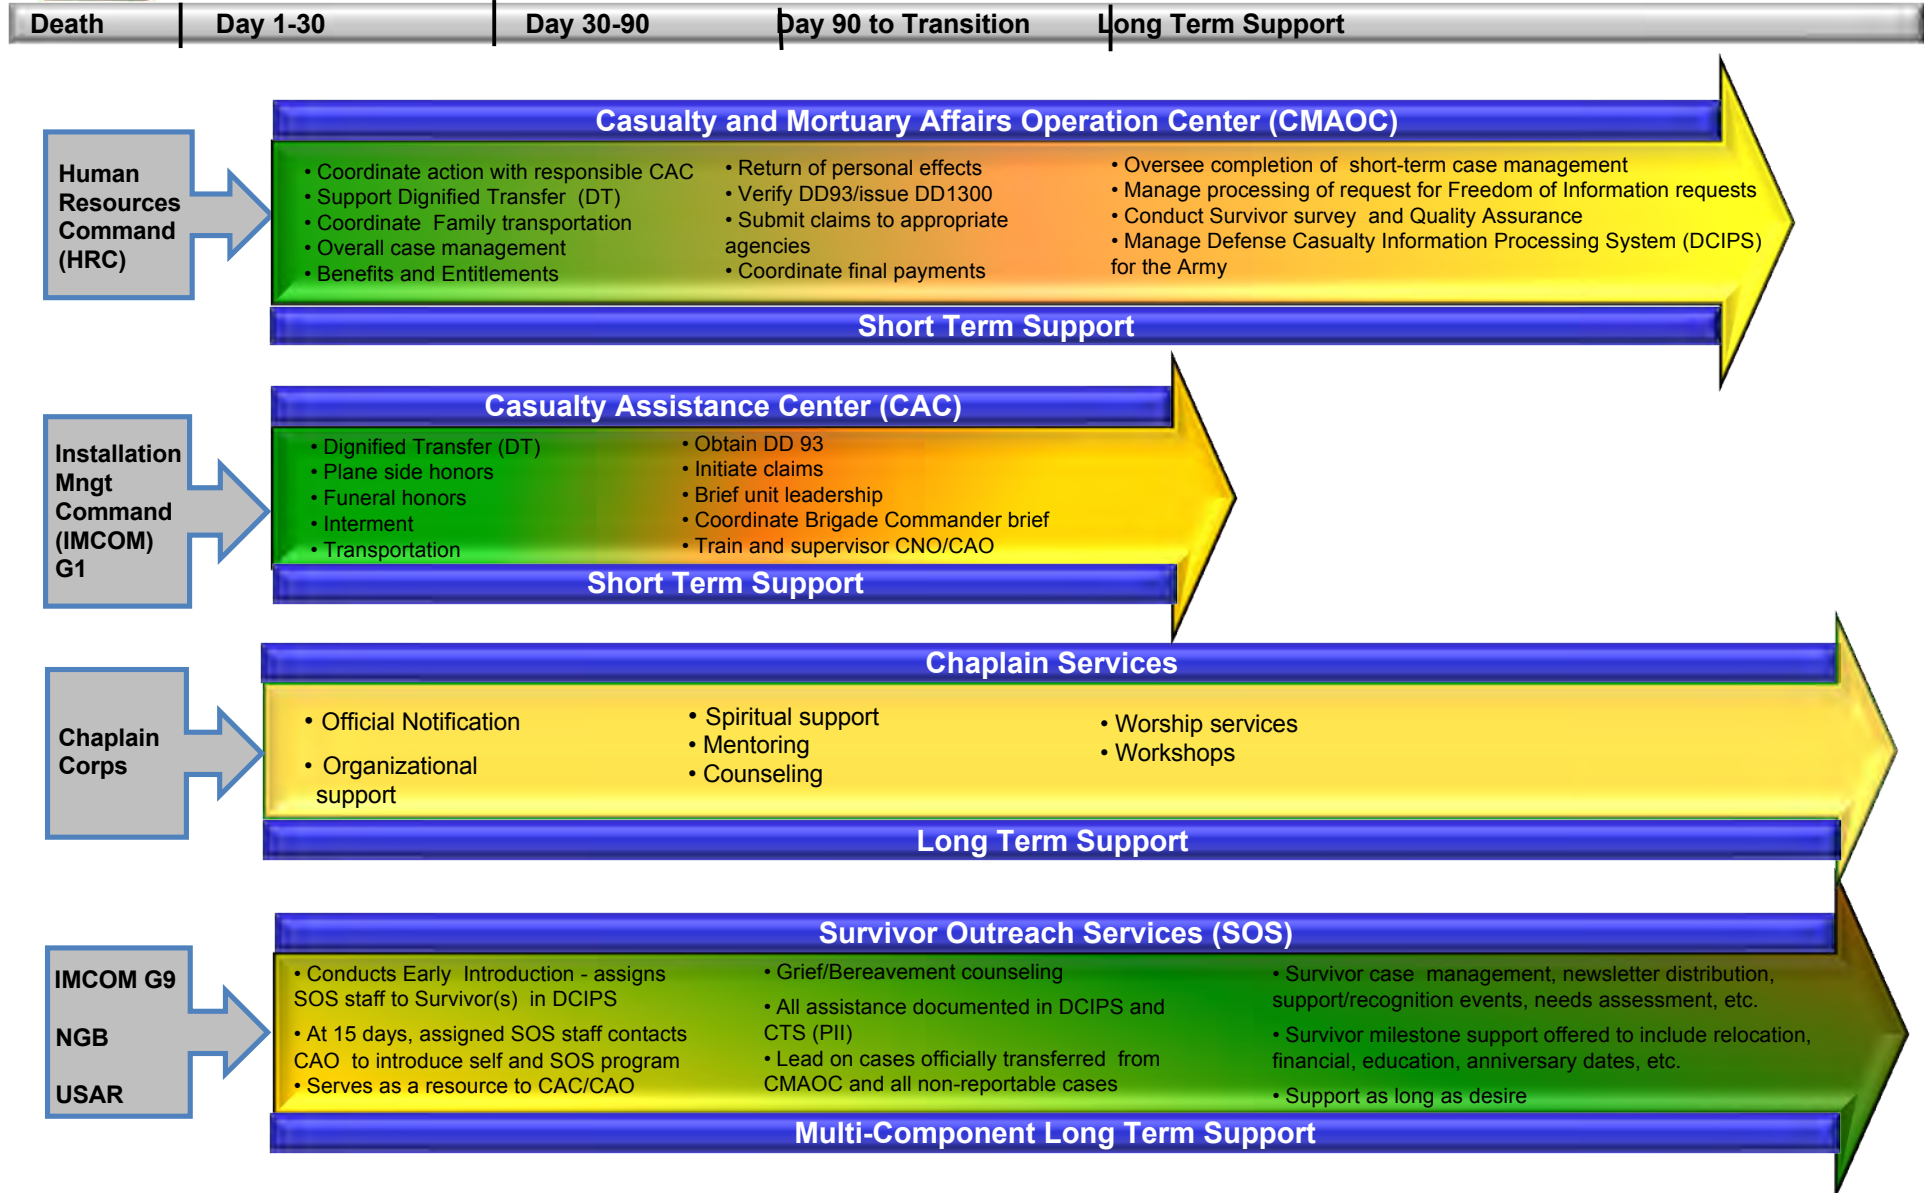 Death Day 1-30 Day 30-90 Day 90 to Transition Long Term Support
Human
Resources
Command
(HRC)
Casualty and Mortuary Affairs Operation Center (CMAOC)
• Coordinate action with responsible CAC
• Support Dignified Transfer (DT)
• Coordinate Family transportation
• Overall case management
• Benefits and Entitlements
• Return of personal effects
• Verify DD93/issue DD1300
• Submit claims to appropriate
agencies
• Coordinate final payments
• Oversee completion of short-term case management
• Manage processing of request for Freedom of Information requests
• Conduct Survivor survey and Quality Assurance
• Manage Defense Casualty Information Processing System (DCIPS)
for the Army
Short Term Support
Installation
Mngt
Command
(IMCOM)
G1
Casualty Assistance Center (CAC)
• Dignified Transfer (DT)
• Plane side honors
• Funeral honors
• Interment
• Transportation
• Obtain DD 93
• Initiate claims
• Brief unit leadership
• Coordinate Brigade Commander brief
• Train and supervisor CNO/CAO
Short Term Support
Chaplain
Corps
Chaplain Services
• Official Notification
• Organizational
support
• Spiritual support
• Mentoring
• Counseling
• Worship services
• Workshops
Long Term Support
IMCOM G9
NGB
USAR
Survivor Outreach Services (SOS)
• Conducts Early Introduction - assigns
SOS staff to Survivor(s) in DCIPS
• At 15 days, assigned SOS staff contacts
CAO to introduce self and SOS program
• Serves as a resource to CAC/CAO
• Grief/Bereavement counseling
• All assistance documented in DCIPS and
CTS (PII)
• Lead on cases officially transferred from
CMAOC and all non-reportable cases
• Survivor case management, newsletter distribution,
support/recognition events, needs assessment, etc.
• Survivor milestone support offered to include relocation,
financial, education, anniversary dates, etc.
• Support as long as desire
Multi-Component Long Term Support